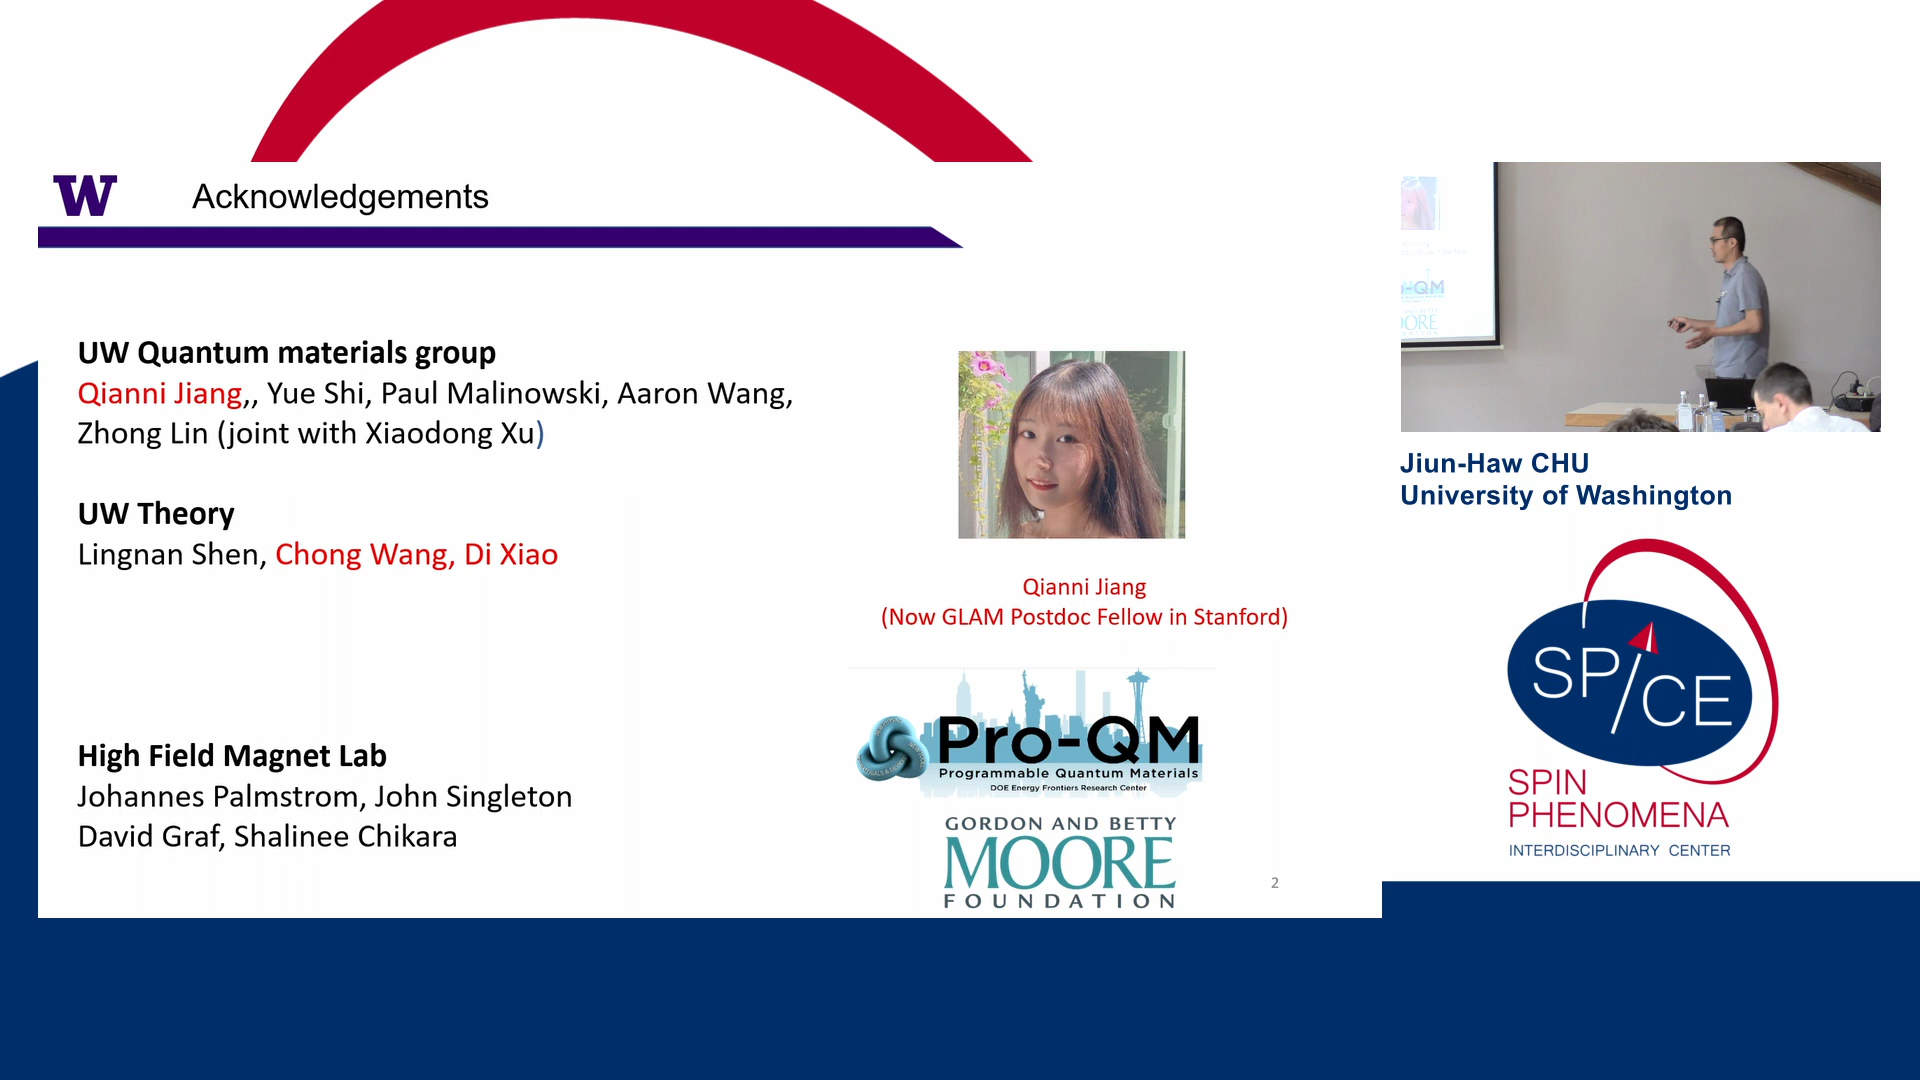 W
Acknowledgements
UW Quantum materials group
Qianni Jiang,, Yue Shi, Paul Malinowski, Aaron Wang,
Zhong Lin (joint with Xiaodong Xu)
UW Theory
Lingnan Shen, Chong Wang, Di Xiao
High Field Magnet Lab
Johannes Palmstrom, John Singleton
David Graf, Shalinee Chikara
Qianni Jiang
(Now GLAM Postdoc Fellow in Stanford)
Pro-QM
Programmable Quantum Materials
DOE Energy Frontiers Research Center
GORDON AND BETTY
MOORE
FOUNDATION
2
-QM
ORE
Jiun-Haw CHU
University of Washington
SPICE
SPIN
PHENOMENA
INTERDISCIPLINARY CENTER